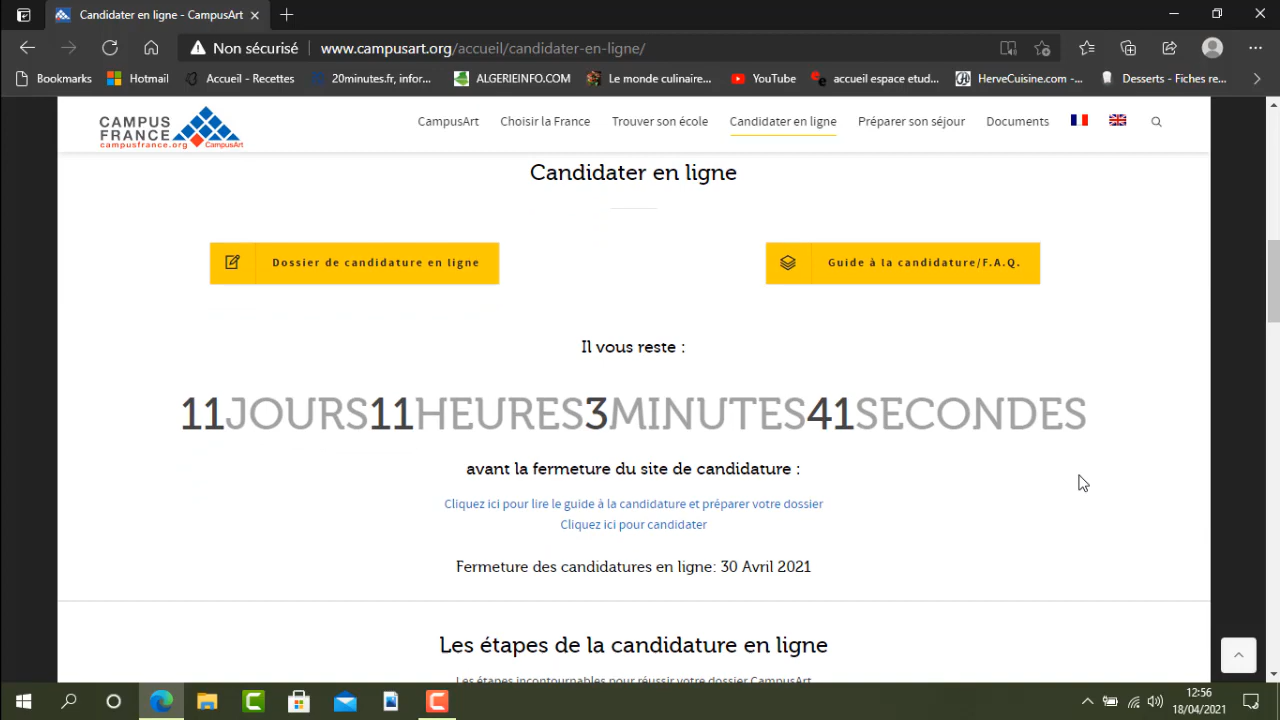 Candidater en ligne - CampusArt
Non sécurisé
www.campusart.org/accueil/candidater-en-ligne/
Bookmarks
Hotmail
Accueil - Recettes
20minutes.fr, infor...
ALGERIEINFO.COM
Le monde culinaire...
YouTube
accueil espace etud...
HerveCuisine.com -...
Desserts - Fiches re...
CAMPUS
FRANCE
campusfrance.org
CampusArt
CampusArt
Choisir la France
Trouver son école
Candidater en ligne
Préparer son séjour
Documents
Candidater en ligne
Dossier de candidature en ligne
Guide à la candidature/F.A.Q.
Il vous reste :
11JOURS11HEURES3MINUTES41SECONDES
avant la fermeture du site de candidature :
Cliquez ici pour lire le guide à la candidature et préparer votre dossier
Cliquez ici pour candidater
Fermeture des candidatures en ligne: 30 Avril 2021
Les étapes de la candidature en ligne
Les étapes incontournables pour réussir votre dossier CampusArt
12:56
18/04/2021